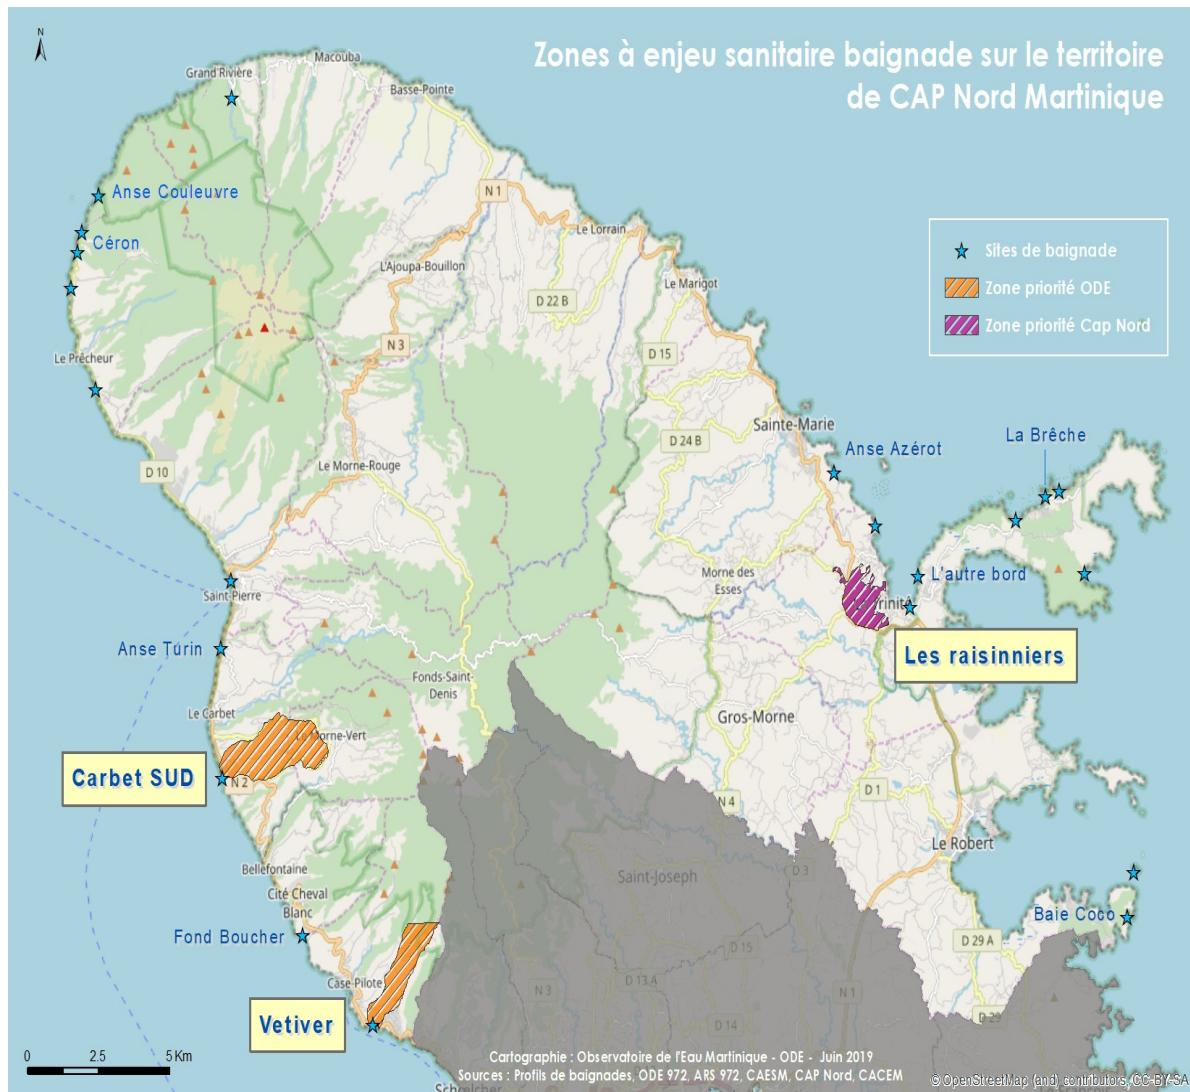 N
Zones à enjeu sanitaire baignade sur le territoire
de CAP Nord Martinique
Grand'Rivière
Macouba
Basse-Pointe
Anse Couleuvre
N 1
Céron
Le Lorrain
Sites de baignade
L'Ajoupa-Bouillon
Le Marigot
Zone priorité ODE
D 22 B
Zone priorité Cap Nord
N 3
D 15
Le Prêcheur
Sainte-Marie
D 24 B
La Brêche
Anse Azérot
D 10
Le Morne-Rouge
Morne des
Esses
L'autre bord
Saint-Pierre
Anse Turin
Les raisinniers
Fonds-Saint-
Denis
Le Carbet
Gros-Morne
Morne-Vert
Carbet SUD
N 2
N 4
D 1
Le Robert
Bellefontaine
D 3
Saint-Joseph
Cité Cheval
Blanc
Baie Coco
Fond Boucher
D 29 A
D 15
Case-Pilote
D 13 A
N 3
N 1
Vetiver
D 29
D 14
0 2.5 5 Km
Cartographie : Observatoire de l'Eau Martinique - ODE - Juin 2019
Sources : Profils de baignades, ODE 972, ARS 972, CAESM, CAP Nord, CACEM
© OpenStreetMap (and) contributors, CC-BY-SA